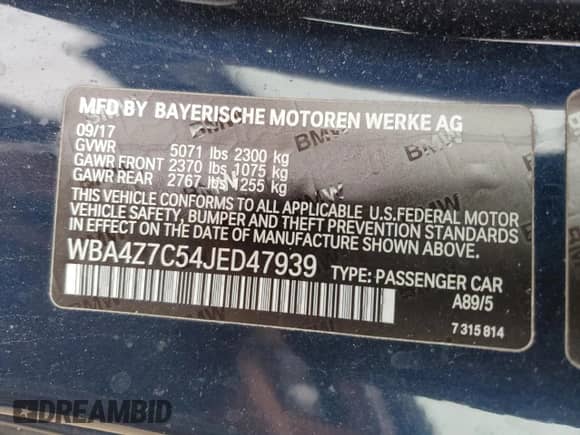 MFD BY BAYERISCHE MOTOREN WERKE AG
09/17
GVWR 5071 lbs 2300 kg
GAWR FRONT 2370 lbs 1075 kg
GAWR REAR 2767 lbs 1255 kg
THIS VEHICLE CONFORMS TO ALL APPLICABLE U.S.FEDERAL MOTOR
VEHICLE SAFETY, BUMPER AND THEFT PREVENTION STANDARDS
IN EFFECT ON THE DATE OF MANUFACTURE SHOWN ABOVE.
WBA4Z7C54JED47939 TYPE: PASSENGER CAR
A89/5
7 315 814
DREAMBID